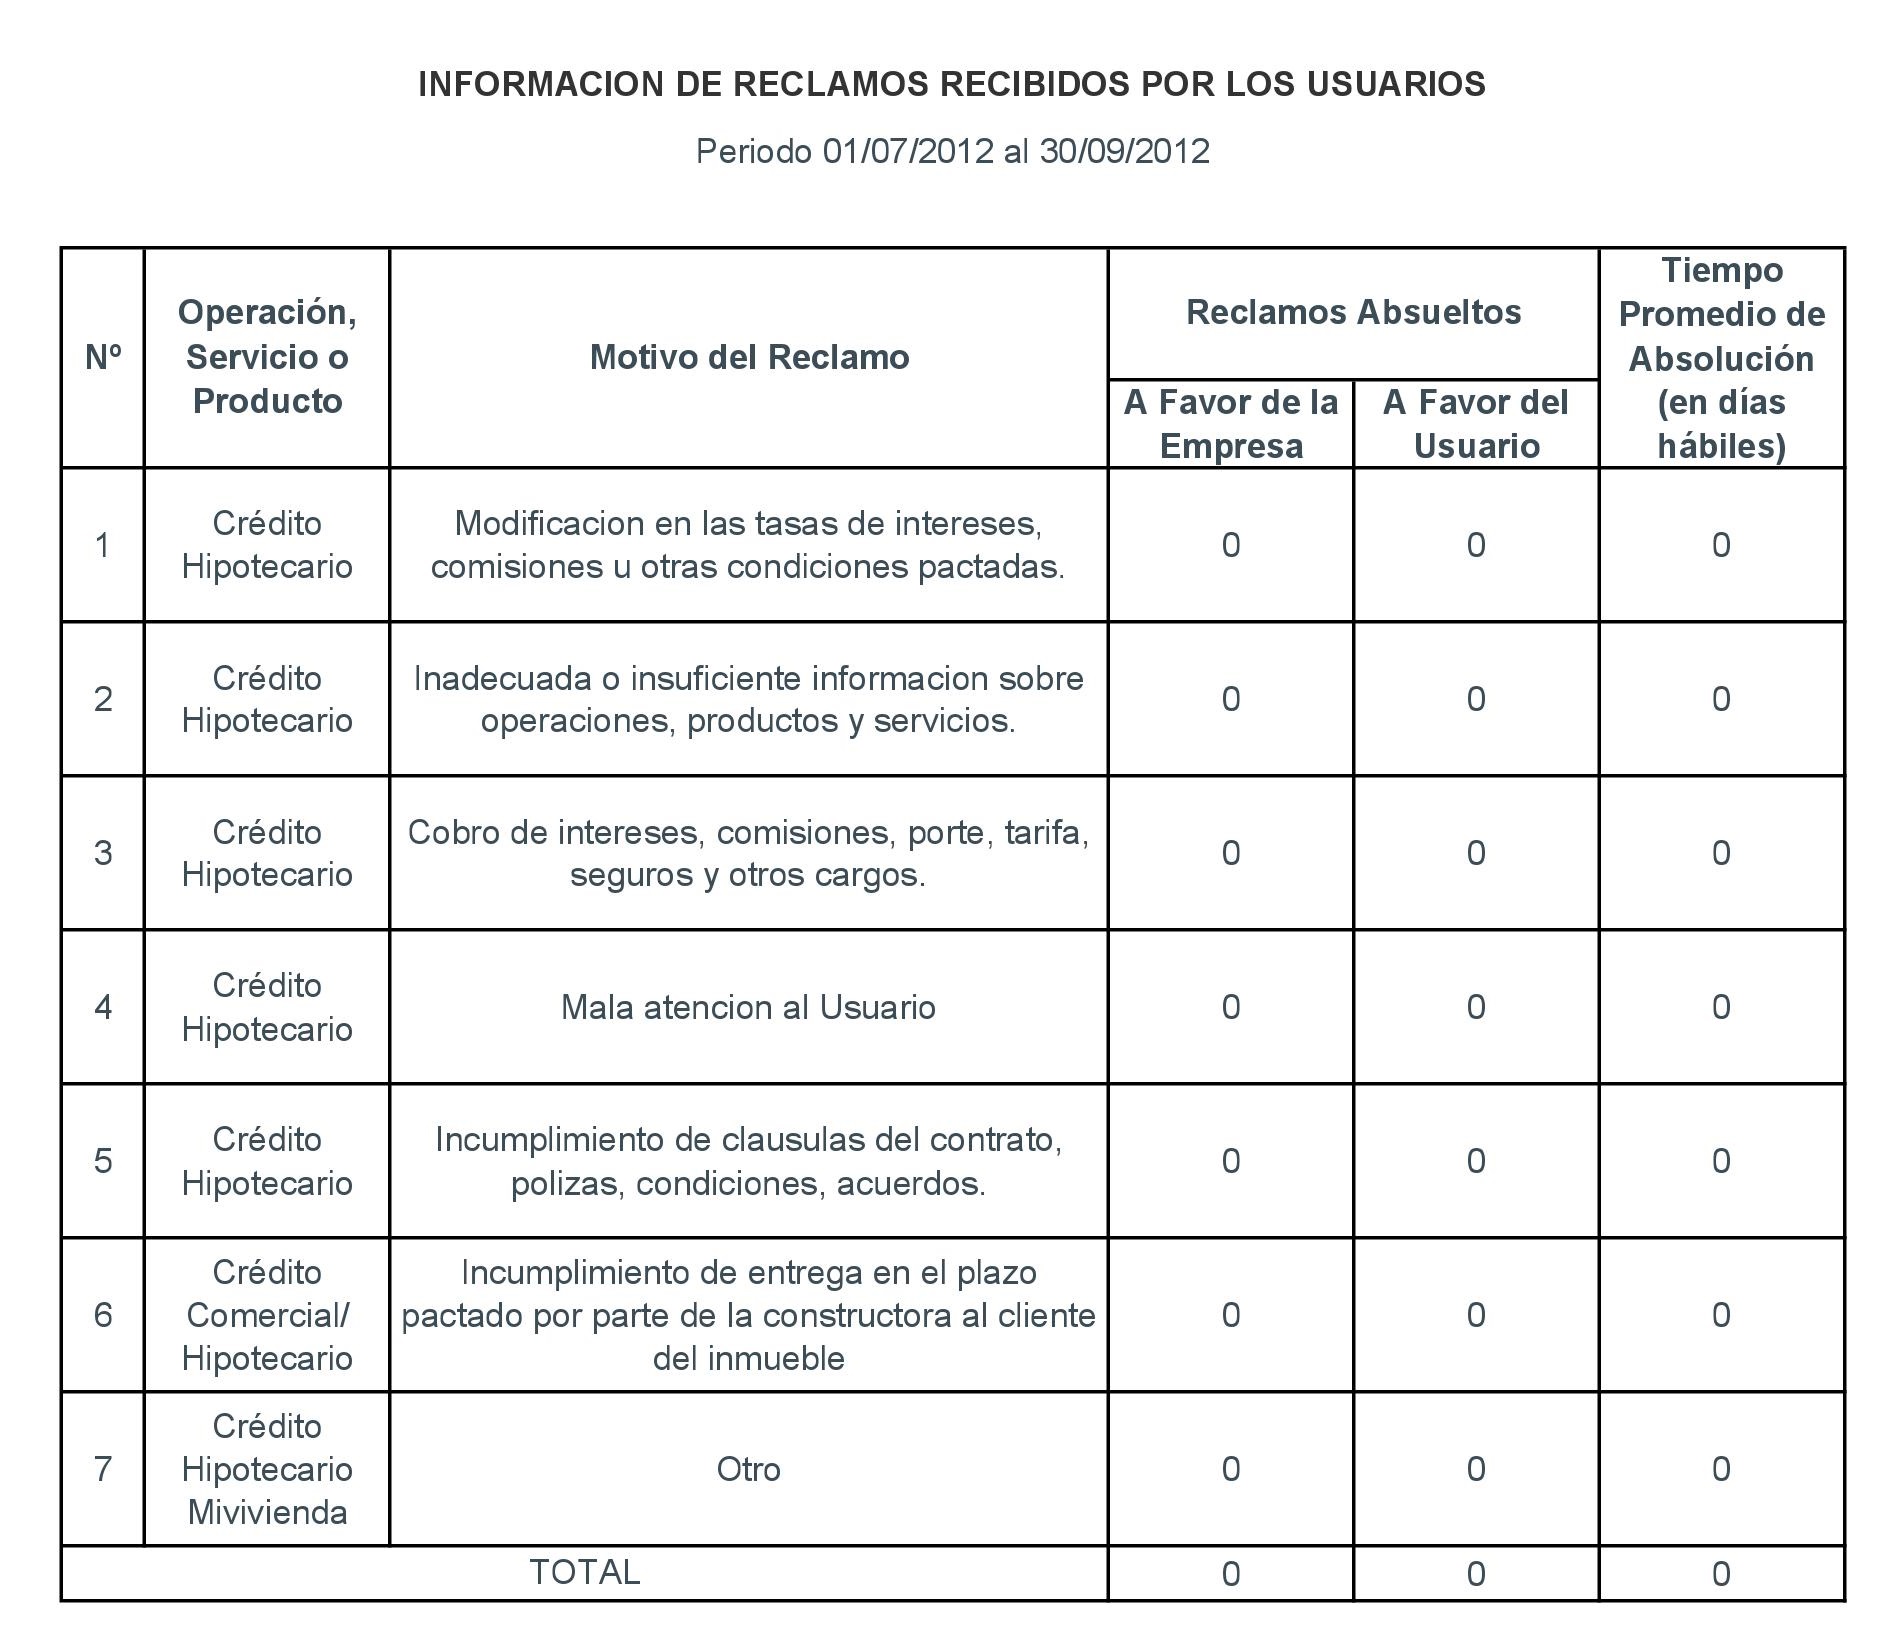 INFORMACION DE RECLAMOS RECIBIDOS POR LOS USUARIOS
Periodo 01/07/2012 al 30/09/2012
Nº
Operación,
Servicio o
Producto
Motivo del Reclamo
Reclamos Absueltos
A Favor de la
Empresa
A Favor del
Usuario
Tiempo
Promedio de
Absolución
(en días
hábiles)
1
Crédito
Hipotecario
Modificacion en las tasas de intereses,
comisiones u otras condiciones pactadas.
0
0
0
2
Crédito
Hipotecario
Inadecuada o insuficiente informacion sobre
operaciones, productos y servicios.
0
0
0
3
Crédito
Hipotecario
Cobro de intereses, comisiones, porte, tarifa,
seguros y otros cargos.
0
0
0
4
Crédito
Hipotecario
Mala atencion al Usuario
0
0
0
5
Crédito
Hipotecario
Incumplimiento de clausulas del contrato,
polizas, condiciones, acuerdos.
0
0
0
6
Crédito
Comercial/
Hipotecario
Incumplimiento de entrega en el plazo
pactado por parte de la constructora al cliente
del inmueble
0
0
0
7
Crédito
Hipotecario
Mivivienda
Otro
0
0
0
TOTAL
0
0
0